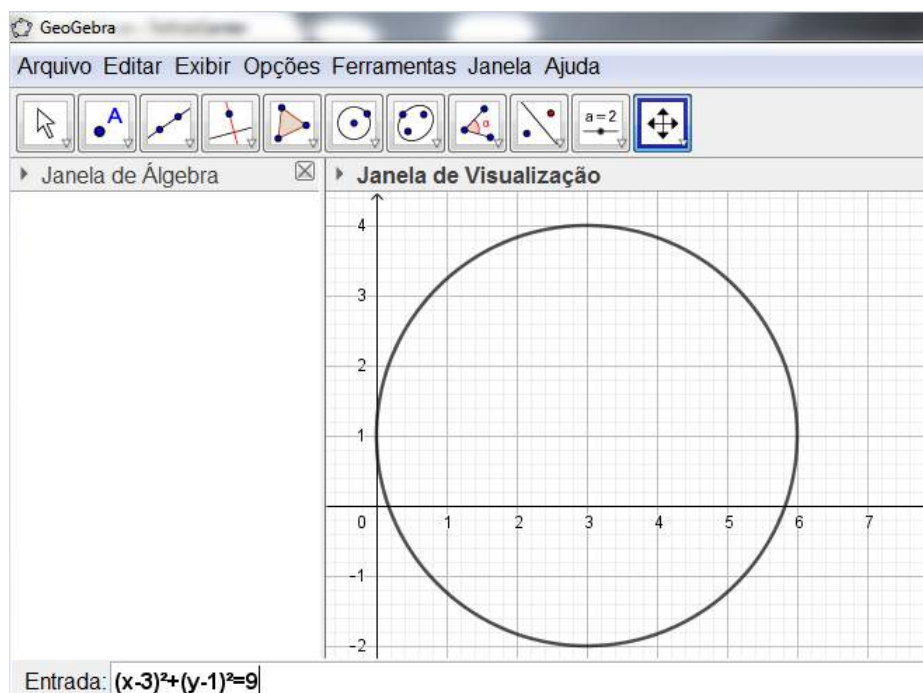 GeoGebra
Arquivo Editar Exibir Opções Ferramentas Janela Ajuda
A
α
a=2
Janela de Álgebra
Janela de Visualização
4
3
2
1
0 1 2 3 4 5 6 7
-1
-2
Entrada: (x-3)²+(y-1)²=9